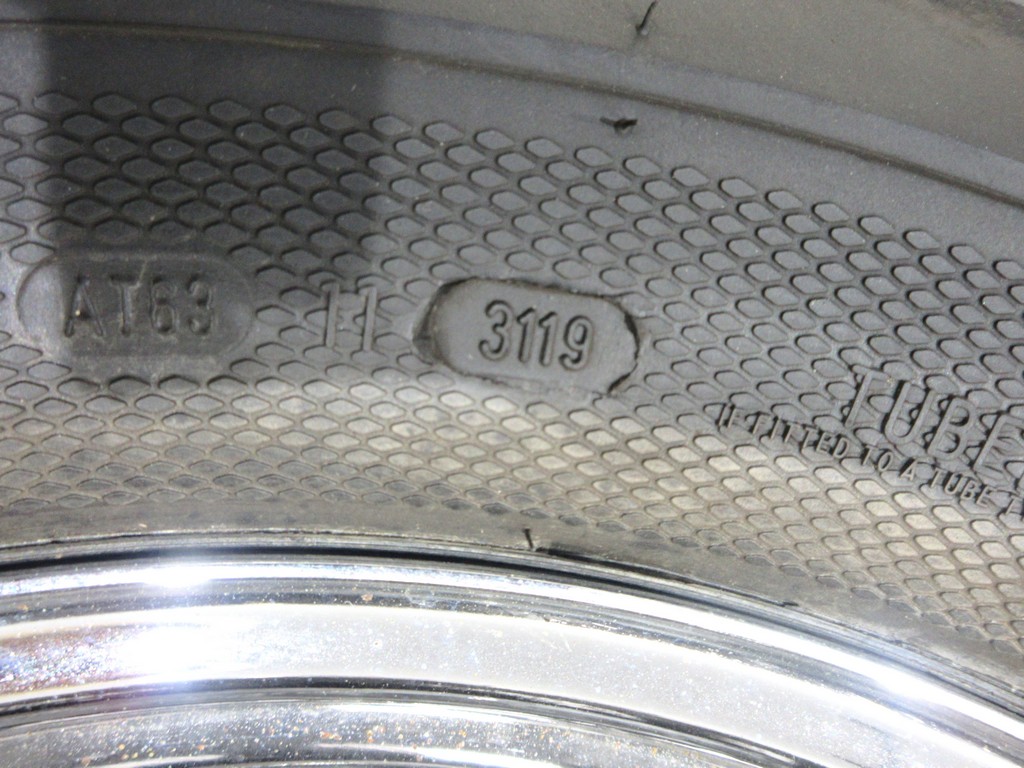 AT63 11 3119
TUBE
IF FITTED TO A TUBE